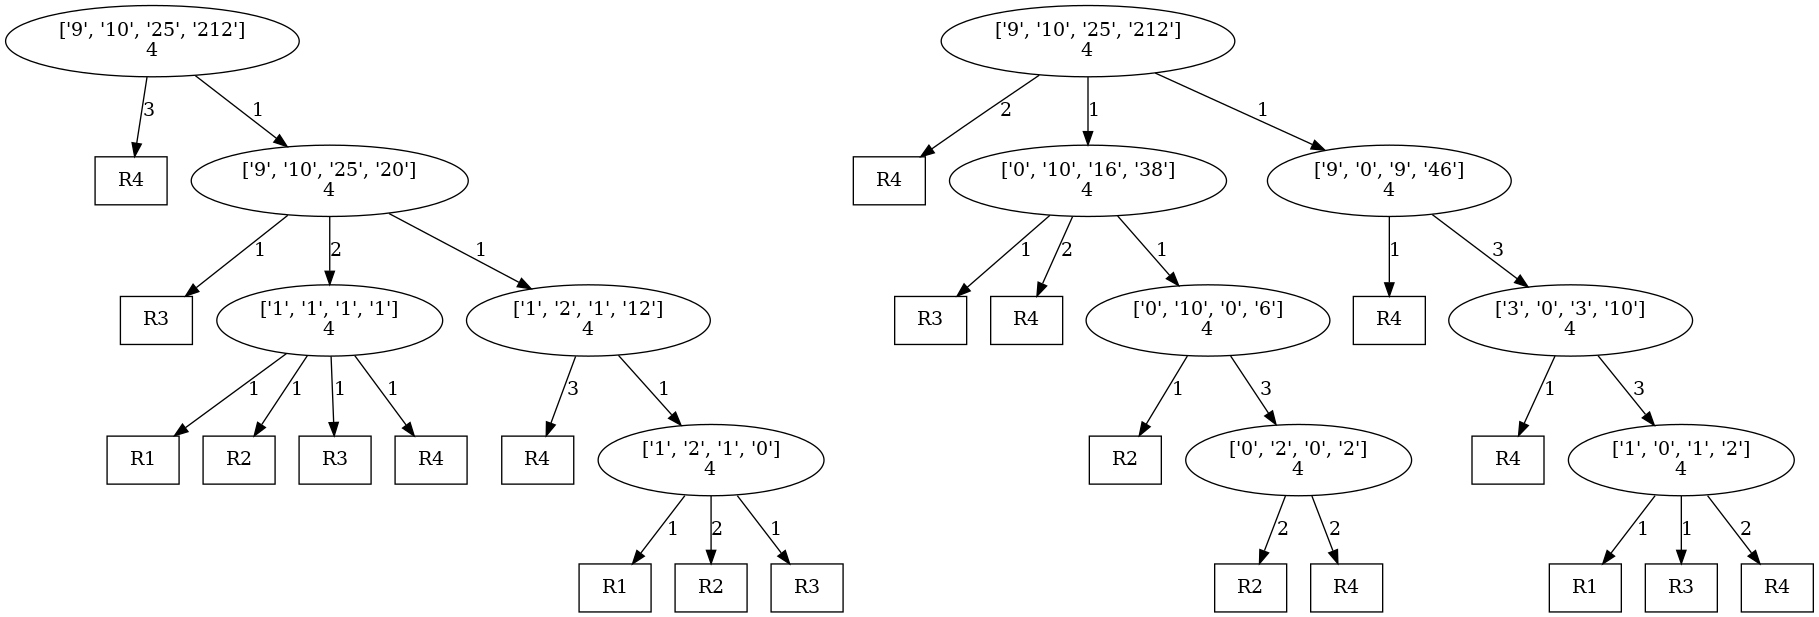 ['9', '10', '25', '212']
4
['9', '10', '25', '212']
4
3
1
2
1
1
R4
['9', '10', '25', '20']
4
R4
['0', '10', '16', '38']
4
['9', '0', '9', '46']
4
1
2
1
1
2
1
1
3
R3
['1', '1', '1', '1']
4
['1', '2', '1', '12']
4
R3
R4
['0', '10', '0', '6']
4
R4
['3', '0', '3', '10']
4
1
1
1
1
3
1
1
3
1
3
R1
R2
R3
R4
R4
['1', '2', '1', '0']
4
R2
['0', '2', '0', '2']
4
R4
['1', '0', '1', '2']
4
1
2
1
2
2
1
1
2
R1
R2
R3
R2
R4
R1
R3
R4